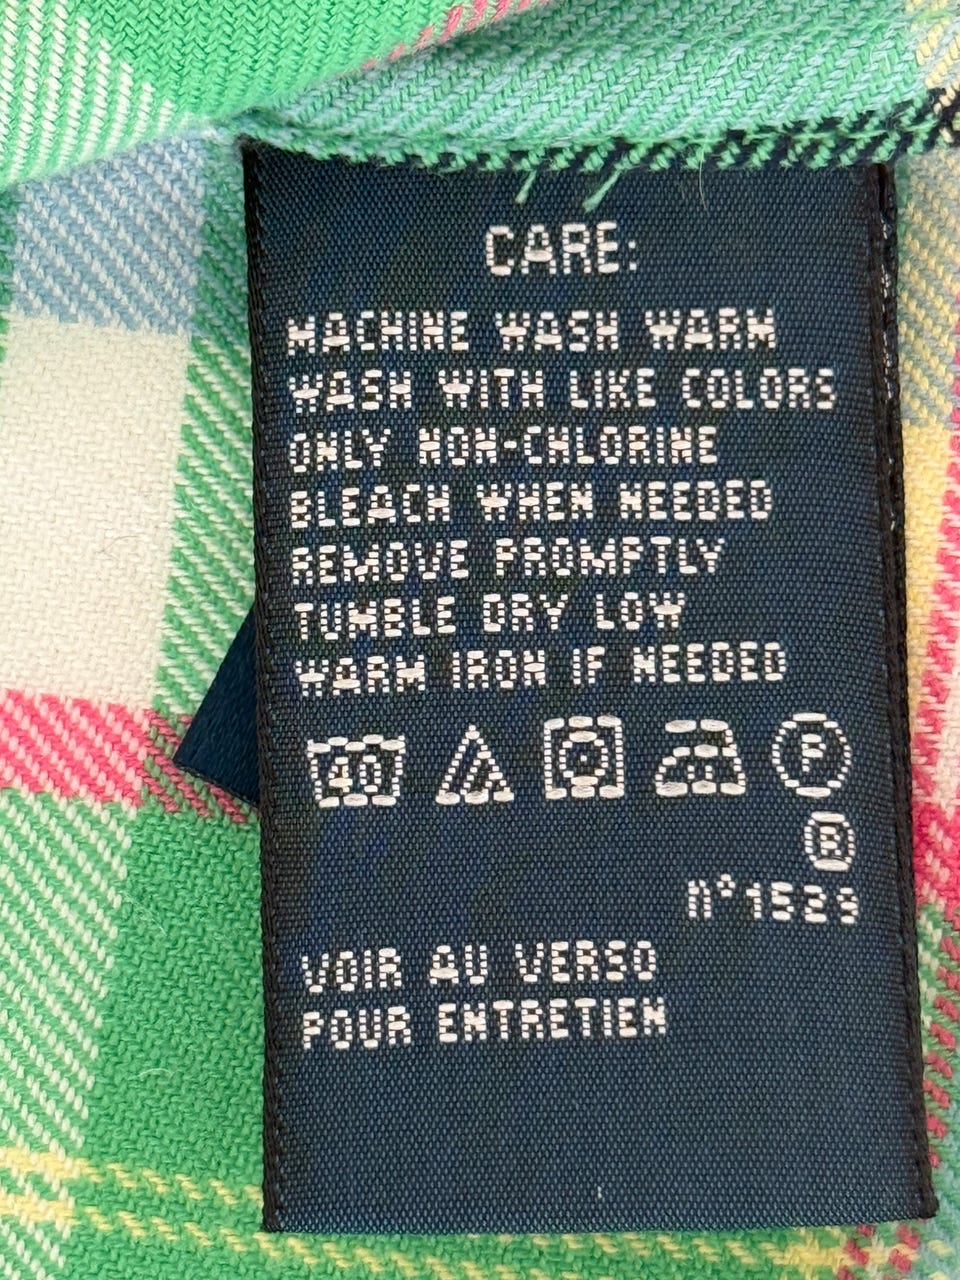 CARE:
MACHINE WASH WARM
WASH WITH LIKE COLORS
ONLY NON-CHLORINE
BLEACH WHEN NEEDED
REMOVE PROMPTLY
TUMBLE DRY LOW
WARM IRON IF NEEDED
40 P
®
n°1529
VOIR AU VERSO
POUR ENTRETIEN